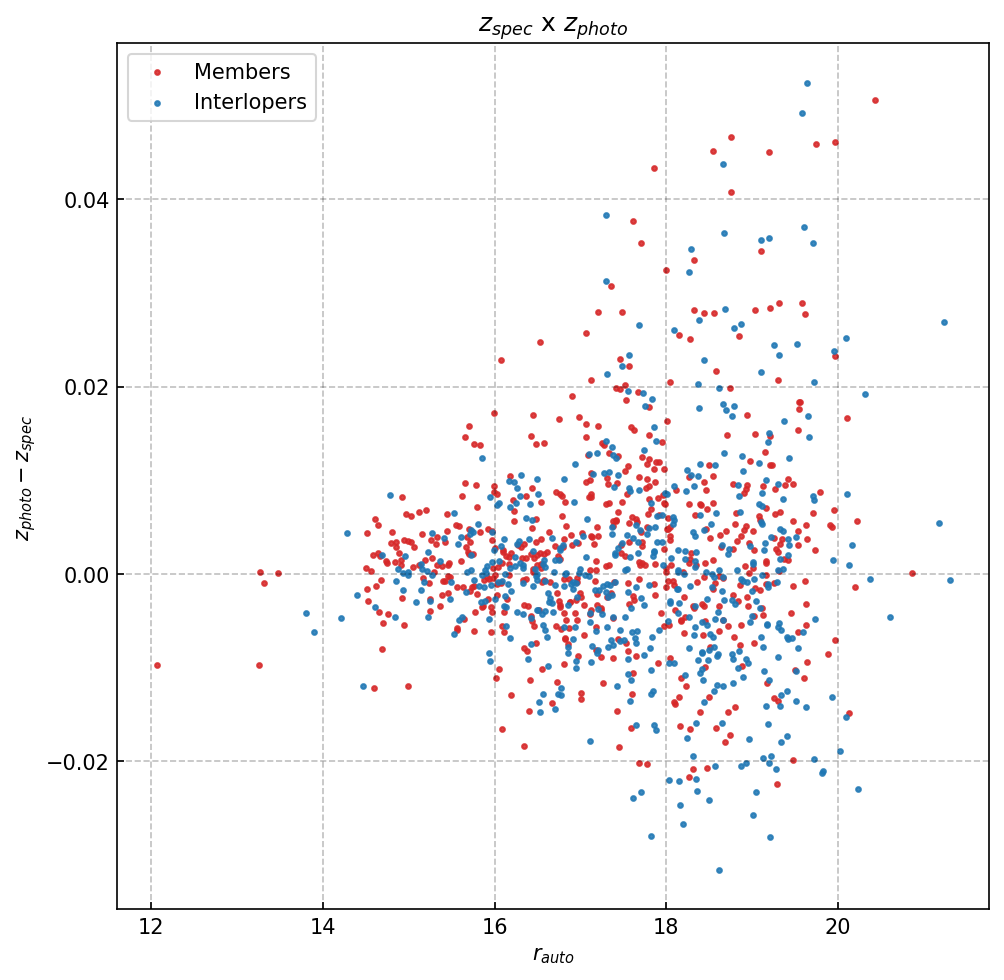 z_spec x z_photo
Members
Interlopers
0.04
0.02
0.00
−0.02
z_photo − z_spec
12 14 16 18 20
r_auto